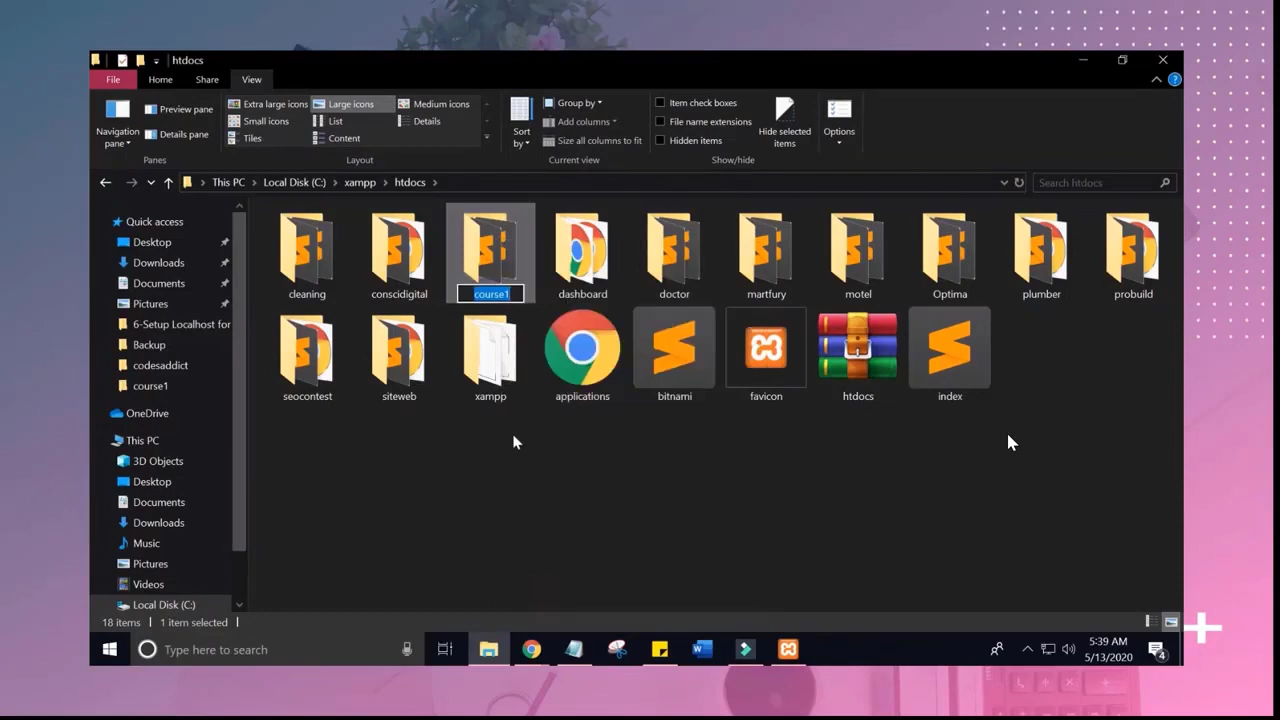 htdocs
File Home Share View
Preview pane
Details pane
Navigation pane
Panes
Extra large icons Large icons Medium icons
Small icons List Details
Tiles Content
Layout
Sort by
Group by
Add columns
Size all columns to fit
Current view
Item check boxes
File name extensions
Hidden items
Hide selected items
Show/hide
Options
This PC Local Disk (C:) xampp htdocs
Search htdocs
Quick access
Desktop
Downloads
Documents
Pictures
6-Setup Localhost for
Backup
codesaddict
course1
OneDrive
This PC
3D Objects
Desktop
Documents
Downloads
Music
Pictures
Videos
Local Disk (C:)
cleaning conscidigital course1 dashboard doctor martfury motel Optima plumber probuild
seocontest siteweb xampp applications bitnami favicon htdocs index
18 items 1 item selected
Type here to search
5:39 AM
5/13/2020
4